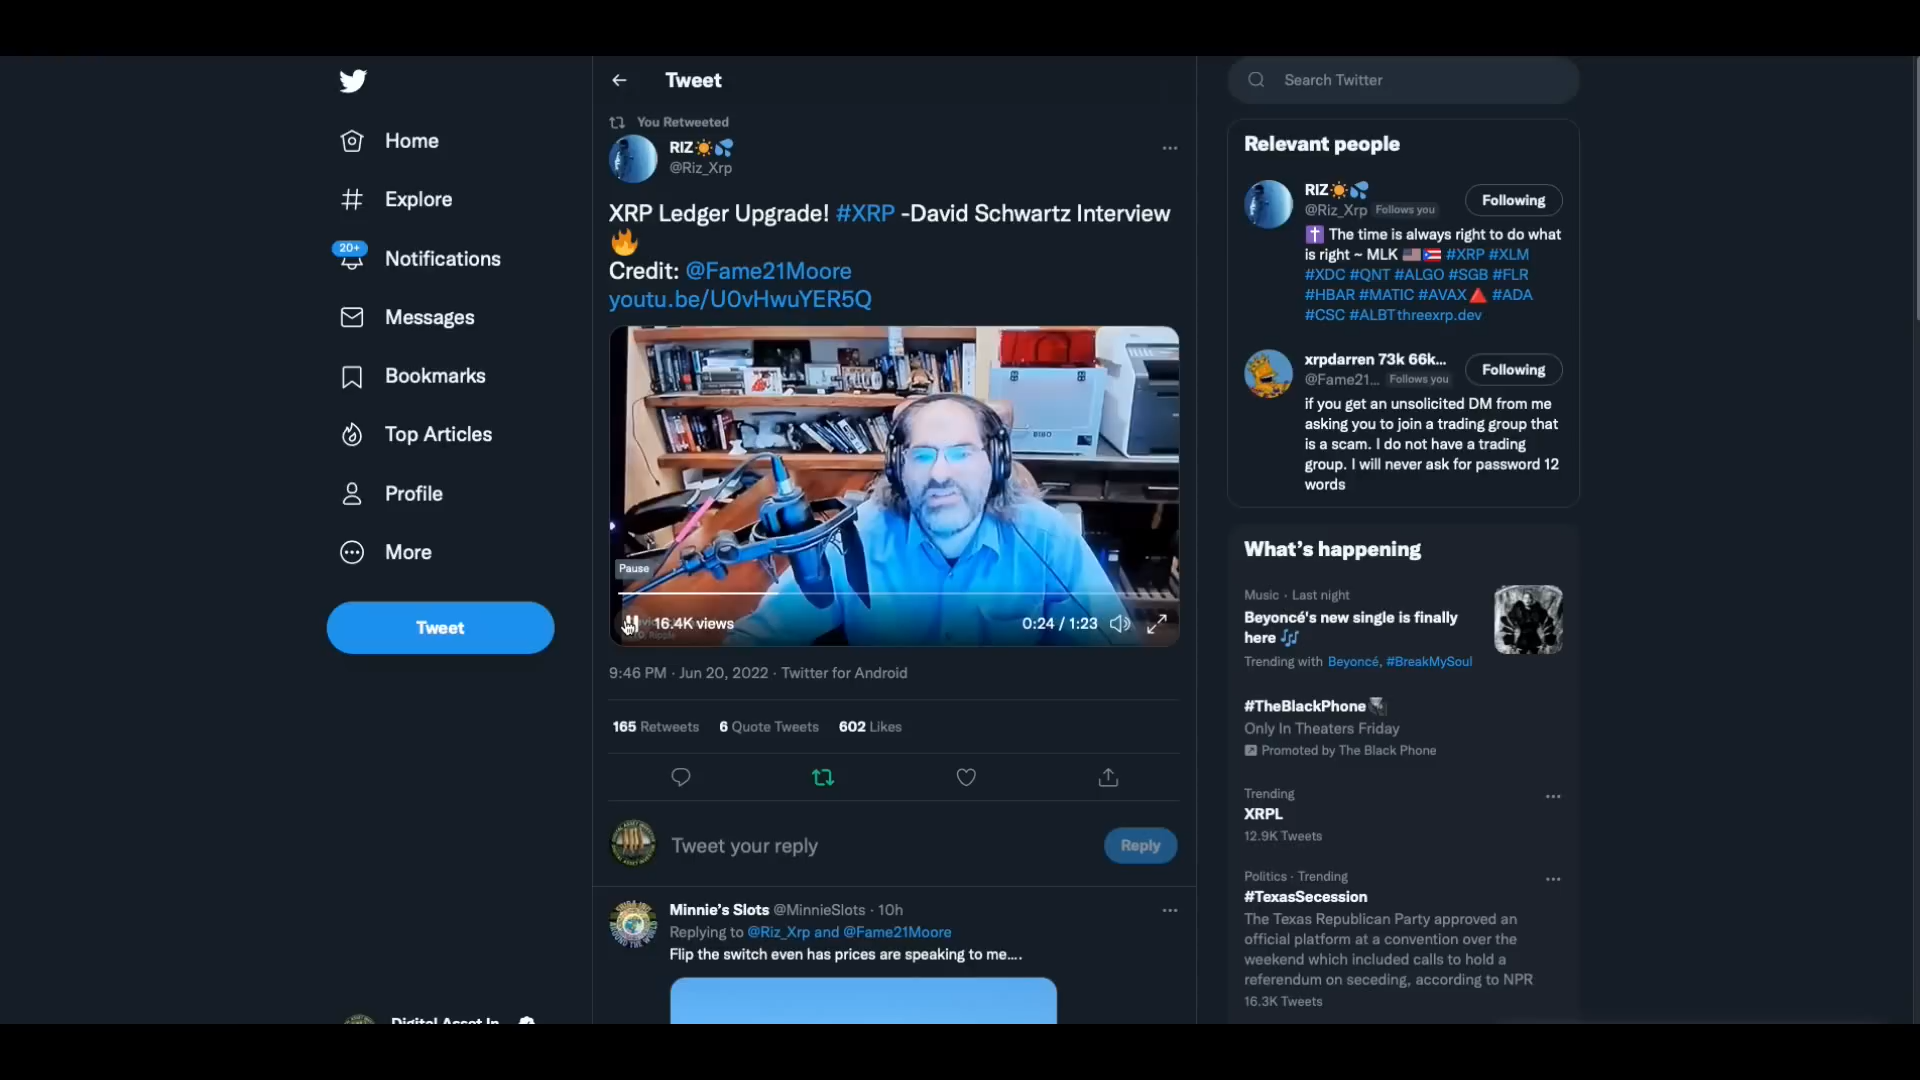 Home
Explore
20+
Notifications
Messages
Bookmarks
Top Articles
Profile
More
Tweet
Tweet
You Retweeted
RIZ☀️💦
@Riz_Xrp
XRP Ledger Upgrade! #XRP -David Schwartz Interview
🔥
Credit: @Fame21Moore
youtu.be/U0vHwuYER5Q
BIBO
Pause
16.4K views
0:24 / 1:23
9:46 PM · Jun 20, 2022 · Twitter for Android
165 Retweets 6 Quote Tweets 602 Likes
Tweet your reply
Reply
Minnie's Slots @MinnieSlots · 10h
Replying to @Riz_Xrp and @Fame21Moore
Flip the switch even has prices are speaking to me....
Search Twitter
Relevant people
RIZ☀️💦
@Riz_Xrp Follows you
Following
✝️ The time is always right to do what
is right ~ MLK 🇺🇸🇵🇷 #XRP #XLM
#XDC #QNT #ALGO #SGB #FLR
#HBAR #MATIC #AVAX🔺 #ADA
#CSC #ALBTthreexrp.dev
xrpdarren 73k 66k...
@Fame21... Follows you
Following
if you get an unsolicited DM from me
asking you to join a trading group that
is a scam. I do not have a trading
group. I will never ask for password 12
words
What's happening
Music · Last night
Beyoncé's new single is finally
here 🎶
Trending with Beyoncé, #BreakMySoul
#TheBlackPhone
Only In Theaters Friday
Promoted by The Black Phone
Trending
XRPL
12.9K Tweets
Politics · Trending
#TexasSecession
The Texas Republican Party approved an
official platform at a convention over the
weekend which included calls to hold a
referendum on seceding, according to NPR
16.3K Tweets
Digital Asset In